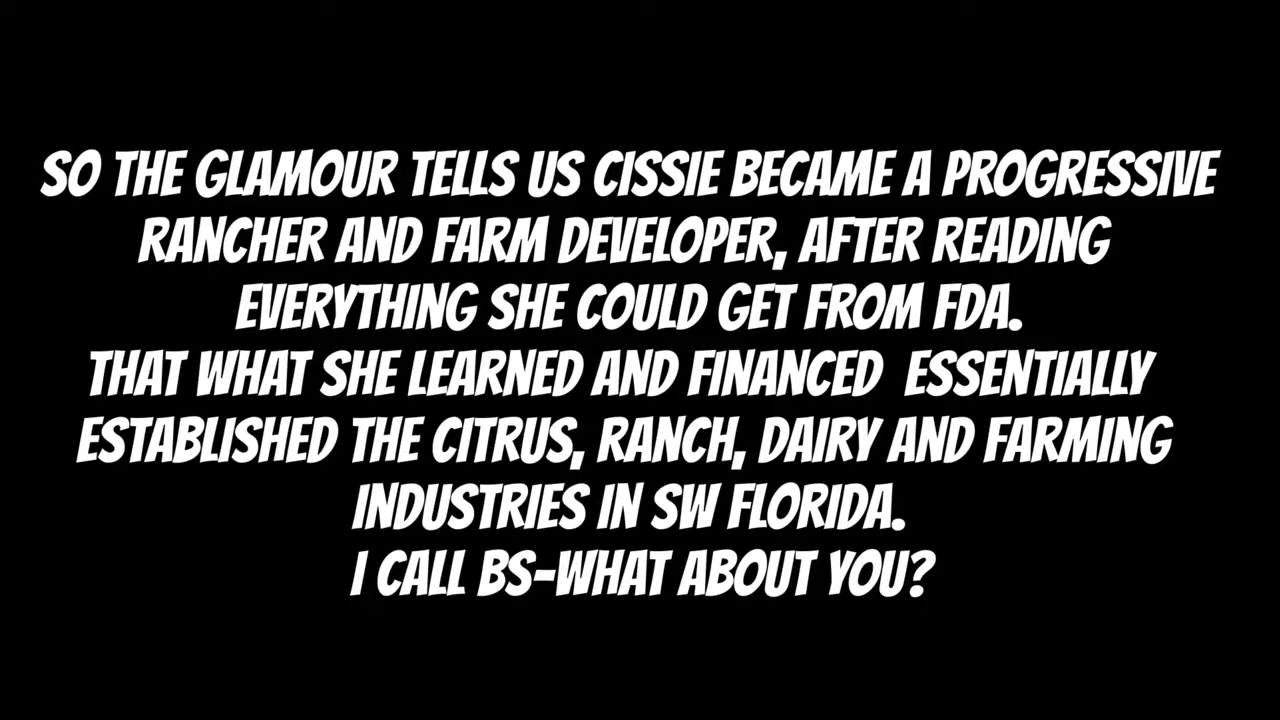 SO THE GLAMOUR TELLS US CISSIE BECAME A PROGRESSIVE
RANCHER AND FARM DEVELOPER, AFTER READING
EVERYTHING SHE COULD GET FROM FDA.
THAT WHAT SHE LEARNED AND FINANCED ESSENTIALLY
ESTABLISHED THE CITRUS, RANCH, DAIRY AND FARMING
INDUSTRIES IN SW FLORIDA.
I CALL BS-WHAT ABOUT YOU?